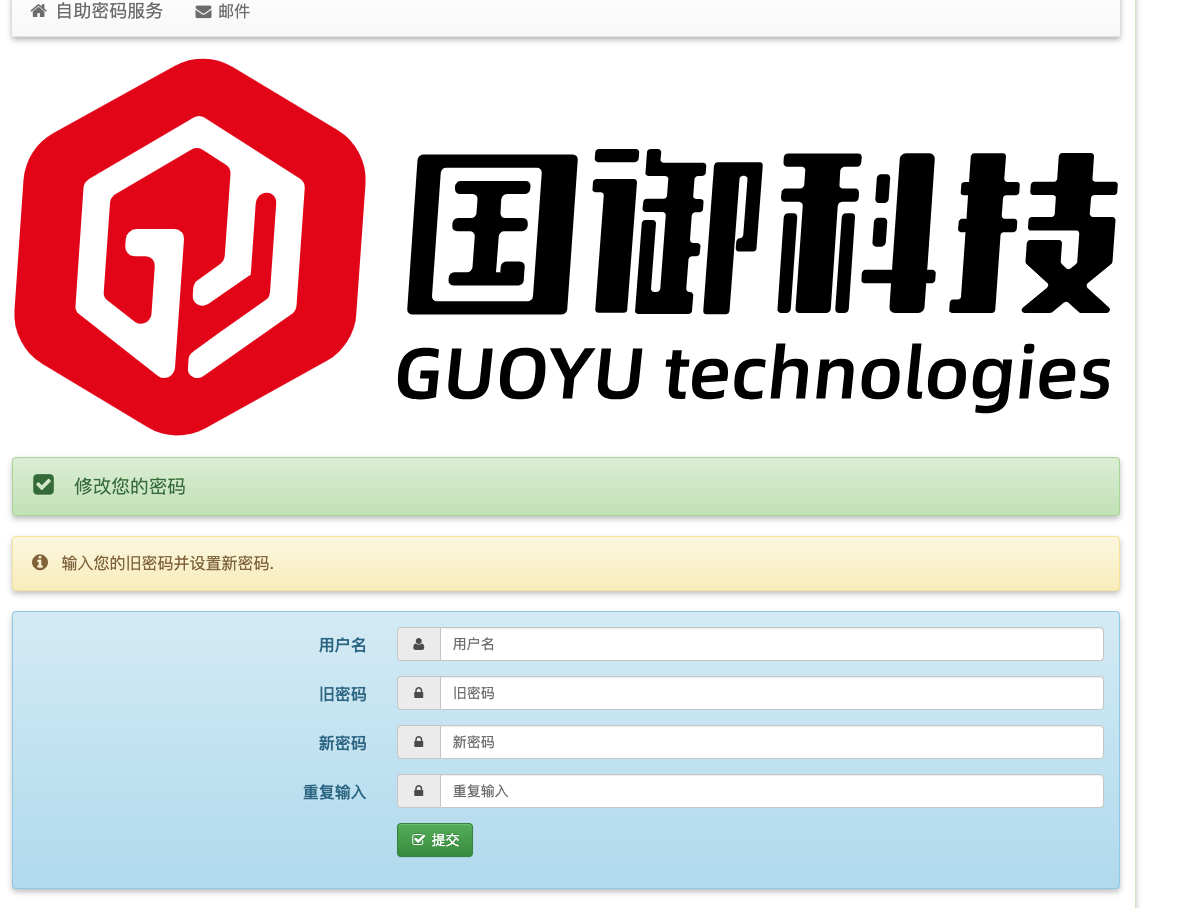 自助密码服务 邮件
国御科技
GUOYU technologies
修改您的密码
输入您的旧密码并设置新密码.
用户名 用户名
旧密码 旧密码
新密码 新密码
重复输入 重复输入
提交